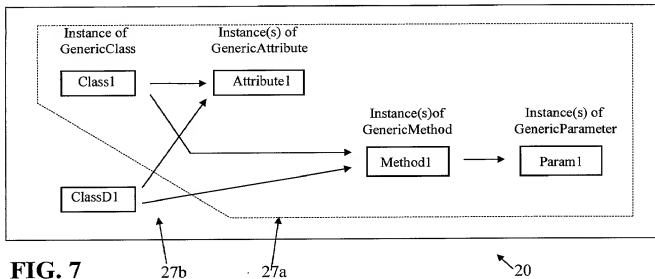 Instance of
GenericClass
Instance(s) of
GenericAttribute
Class1
Attribute1
Instance(s)of
GenericMethod
Instance(s) of
GenericParameter
Method1
Param1
ClassD1
FIG. 7
27b
27a
20